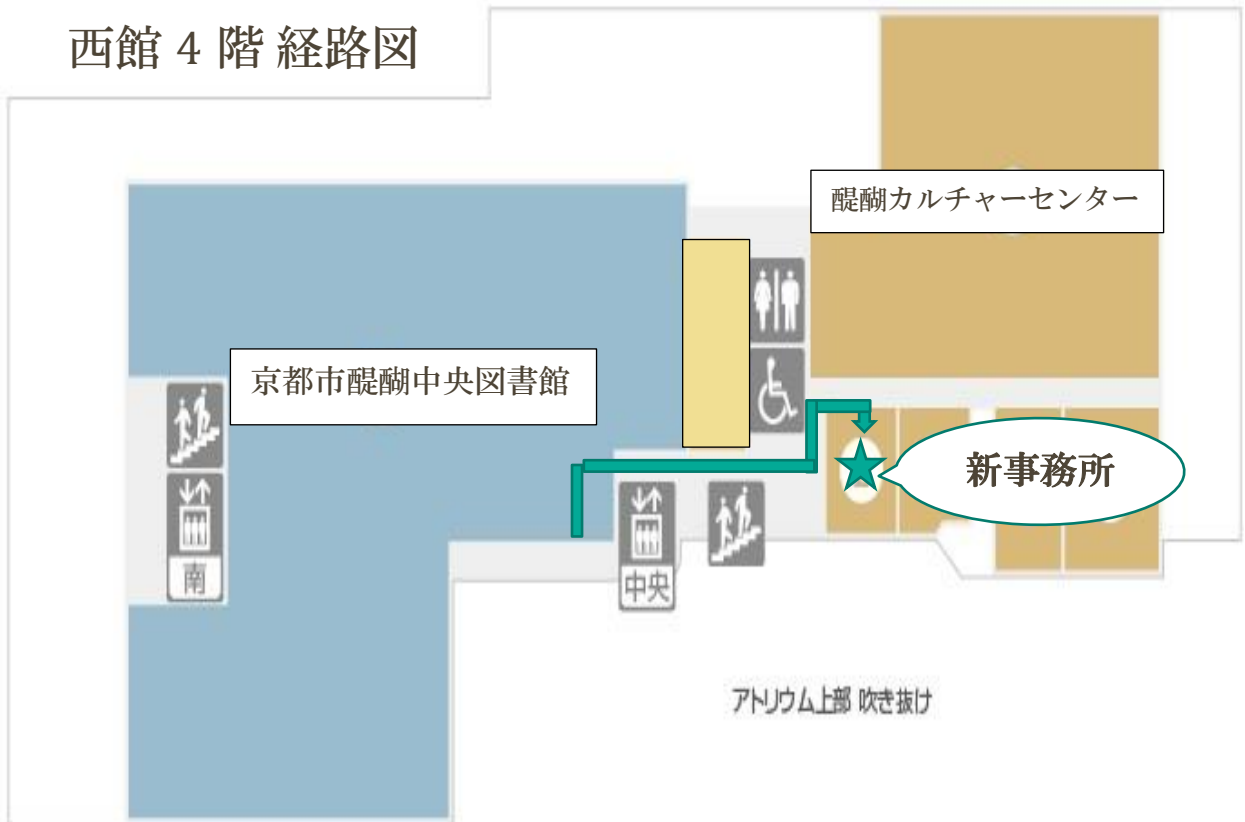 西館 4 階 経路図
醍醐カルチャーセンター
京都市醍醐中央図書館
新事務所
南
中央
アトリウム上部 吹き抜け